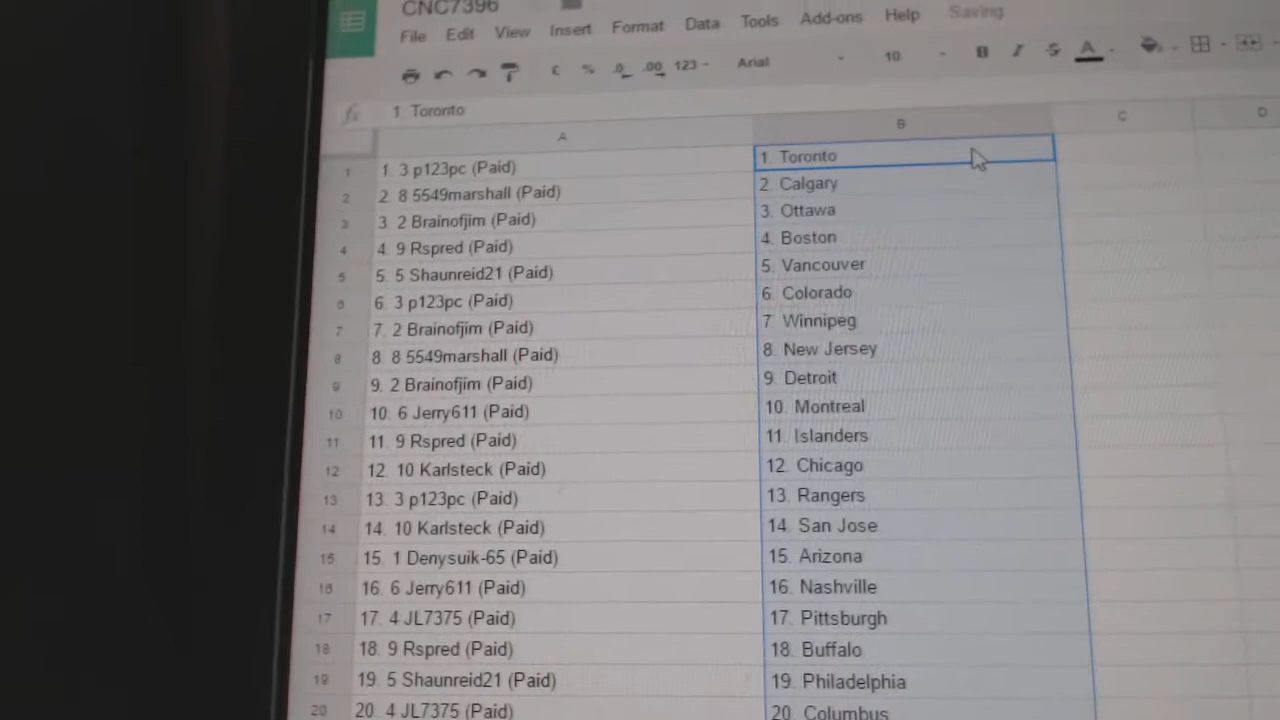 CNC7396
File Edit View Insert Format Data Tools Add-ons Help Saving
£ % .0 .00 123 Arial 10 B I S A
fx 1 Toronto
A B C D
1 1. 3 p123pc (Paid) 1. Toronto
2 2. 8 5549marshall (Paid) 2. Calgary
3 3. 2 Brainofjim (Paid) 3. Ottawa
4 4. 9 Rspred (Paid) 4. Boston
5 5. 5 Shaunreid21 (Paid) 5. Vancouver
6 6. 3 p123pc (Paid) 6. Colorado
7 7. 2 Brainofjim (Paid) 7. Winnipeg
8 8. 8 5549marshall (Paid) 8. New Jersey
9 9. 2 Brainofjim (Paid) 9. Detroit
10 10. 6 Jerry611 (Paid) 10. Montreal
11 11. 9 Rspred (Paid) 11. Islanders
12 12. 10 Karlsteck (Paid) 12. Chicago
13 13. 3 p123pc (Paid) 13. Rangers
14 14. 10 Karlsteck (Paid) 14. San Jose
15 15. 1 Denysuik-65 (Paid) 15. Arizona
16 16. 6 Jerry611 (Paid) 16. Nashville
17 17. 4 JL7375 (Paid) 17. Pittsburgh
18 18. 9 Rspred (Paid) 18. Buffalo
19 19. 5 Shaunreid21 (Paid) 19. Philadelphia
20 20. 4 JL7375 (Paid) 20. Columbus